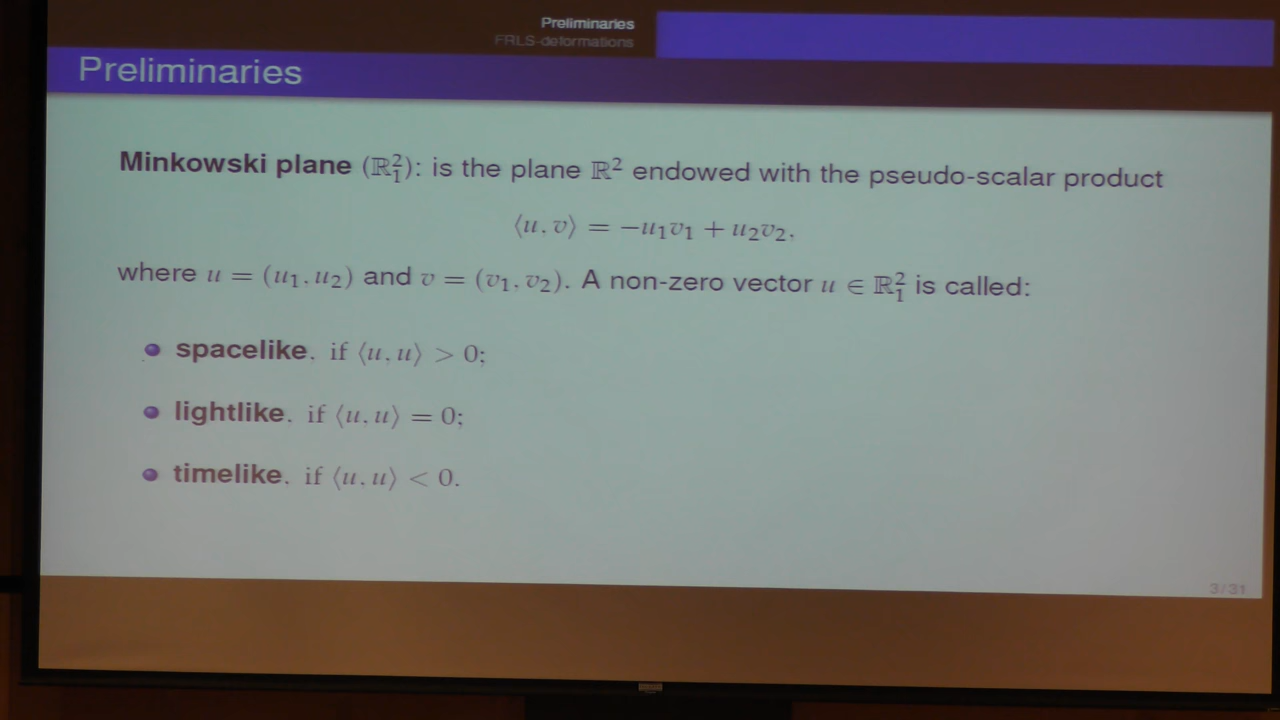 Preliminaries
FRLS-deformations
Preliminaries
Minkowski plane (ℝ²₁): is the plane ℝ² endowed with the pseudo-scalar product
⟨u, v⟩ = −u₁v₁ + u₂v₂,
where u = (u₁, u₂) and v = (v₁, v₂). A non-zero vector u ∈ ℝ²₁ is called:
spacelike, if ⟨u, u⟩ > 0;
lightlike, if ⟨u, u⟩ = 0;
timelike, if ⟨u, u⟩ < 0.
3/31